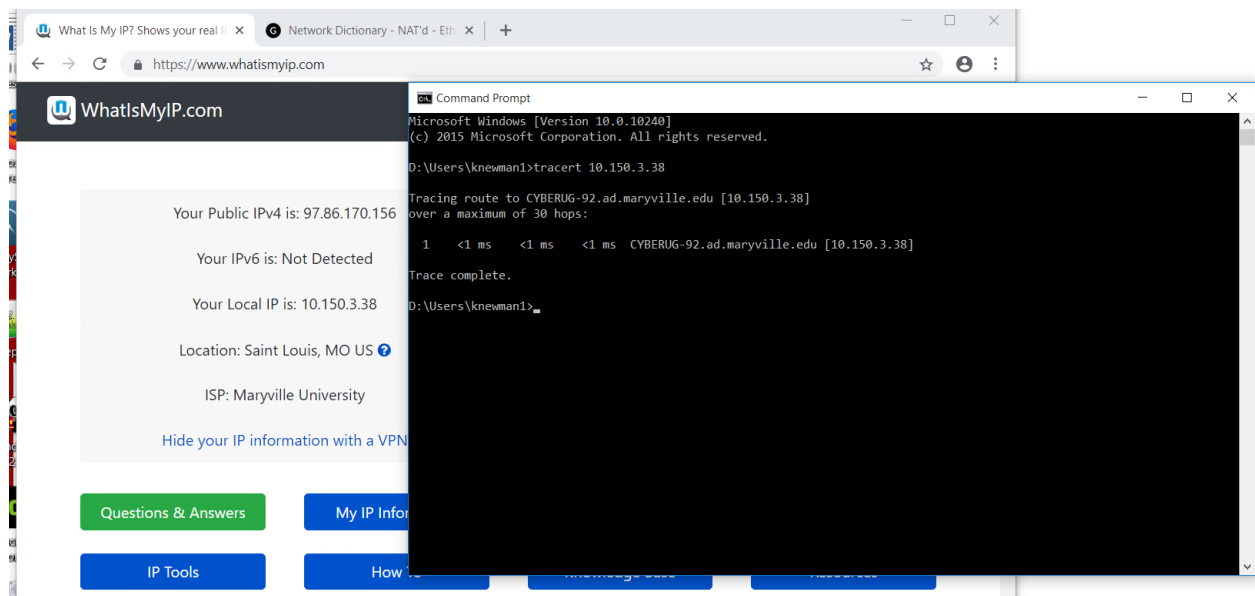 What Is My IP? Shows your real
Network Dictionary - NAT'd - Eth
https://www.whatismyip.com
WhatIsMyIP.com
Your Public IPv4 is: 97.86.170.156
Your IPv6 is: Not Detected
Your Local IP is: 10.150.3.38
Location: Saint Louis, MO US
ISP: Maryville University
Hide your IP information with a VPN
Questions & Answers
My IP Infor
IP Tools
How To
Knowledge Base
Resources
Command Prompt
Microsoft Windows [Version 10.0.10240]
(c) 2015 Microsoft Corporation. All rights reserved.
D:\Users\knewman1>tracert 10.150.3.38
Tracing route to CYBERUG-92.ad.maryville.edu [10.150.3.38]
over a maximum of 30 hops:
1 <1 ms <1 ms <1 ms CYBERUG-92.ad.maryville.edu [10.150.3.38]
Trace complete.
D:\Users\knewman1>